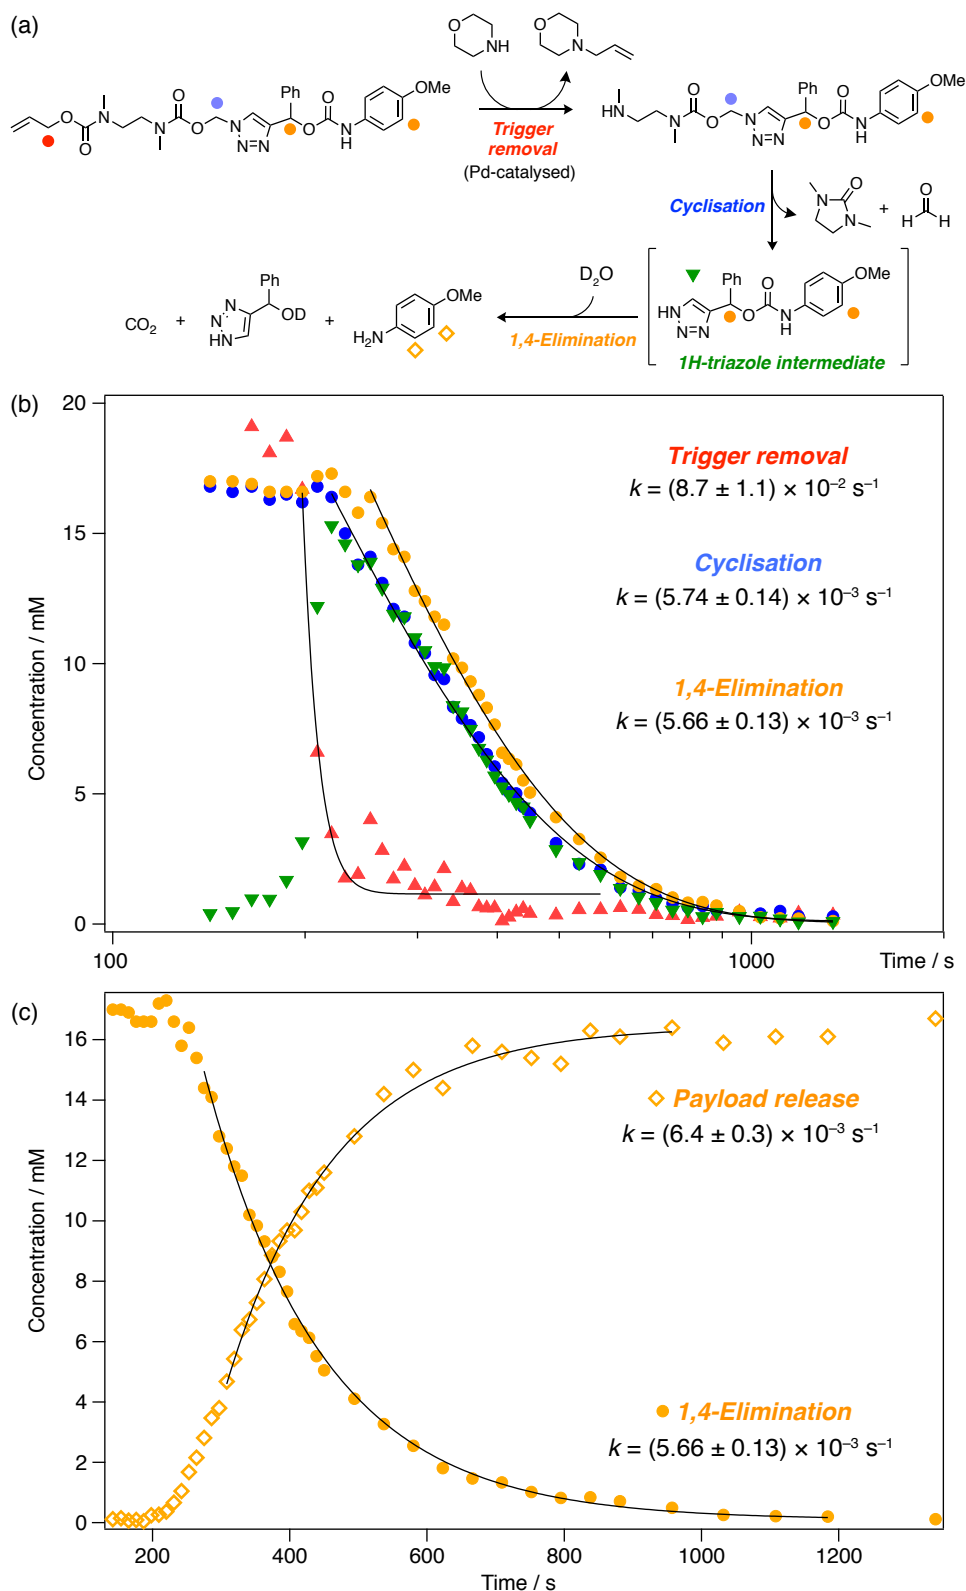 (a)
O
NH
O
N
O
N
O
N
O
O
N
N=N
Ph
O
O
N
H
OMe
Trigger
removal
(Pd-catalysed)
HN
N
O
O
N
N=N
Ph
O
O
N
H
OMe
Cyclisation
N
O
N
+
O
H
H
CO2
+
Ph
OD
N
N
HN
+
OMe
H2N
D2O
1,4-Elimination
Ph
O
O
N
H
OMe
HN
N=N
1H-triazole intermediate
(b)
20
15
10
5
0
Concentration / mM
Trigger removal
k = (8.7 ± 1.1) × 10–2 s–1
Cyclisation
k = (5.74 ± 0.14) × 10–3 s–1
1,4-Elimination
k = (5.66 ± 0.13) × 10–3 s–1
100
1000
Time / s
(c)
16
14
12
10
8
6
4
2
0
Concentration / mM
Payload release
k = (6.4 ± 0.3) × 10–3 s–1
1,4-Elimination
k = (5.66 ± 0.13) × 10–3 s–1
200 400 600 800 1000 1200
Time / s